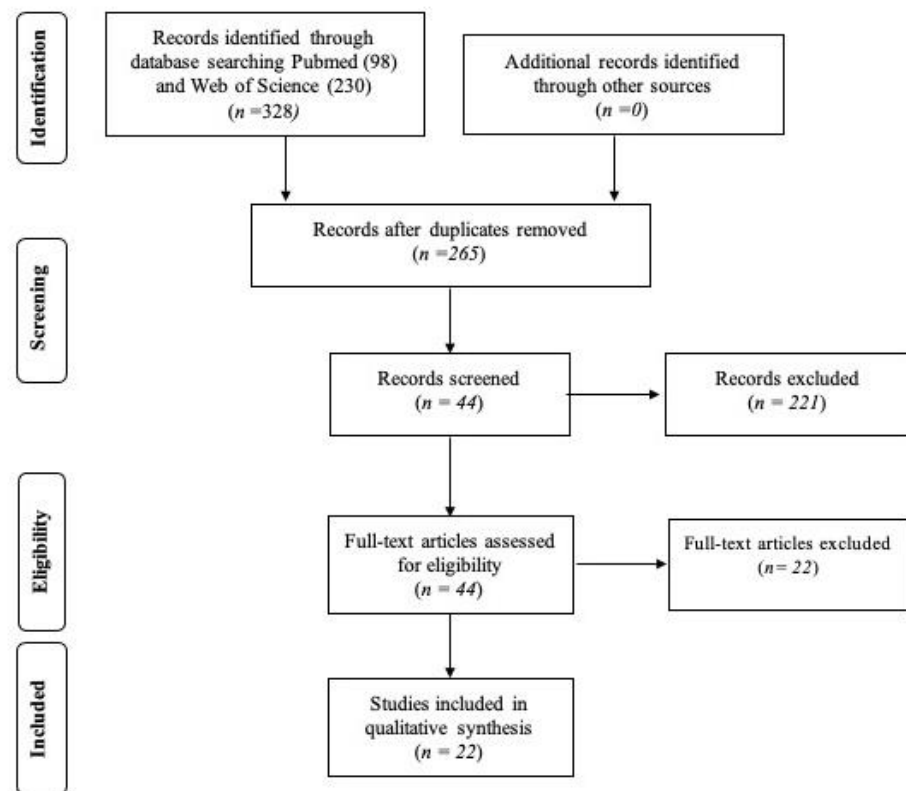 Identification
Records identified through
database searching Pubmed (98)
and Web of Science (230)
(n =328)
Additional records identified
through other sources
(n =0)
Screening
Records after duplicates removed
(n =265)
Records screened
(n = 44)
Records excluded
(n = 221)
Eligibility
Full-text articles assessed
for eligibility
(n = 44)
Full-text articles excluded
(n= 22)
Included
Studies included in
qualitative synthesis
(n = 22)